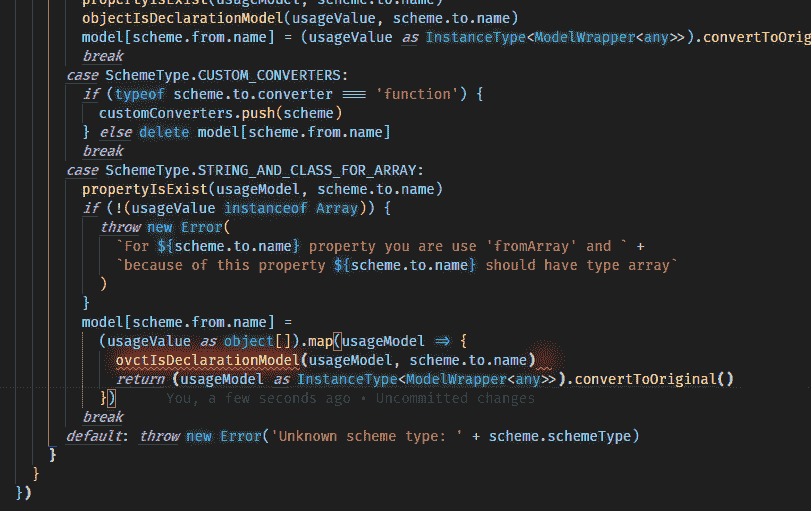 propertyIsExist(usageModel, scheme.to.name)
objectIsDeclarationModel(usageValue, scheme.to.name)
model[scheme.from.name] = (usageValue as InstanceType<ModelWrapper<any>>).convertToOrig
break
case SchemeType.CUSTOM_CONVERTERS:
if (typeof scheme.to.converter === 'function') {
customConverters.push(scheme)
} else delete model[scheme.from.name]
break
case SchemeType.STRING_AND_CLASS_FOR_ARRAY:
propertyIsExist(usageModel, scheme.to.name)
if (!(usageValue instanceof Array)) {
throw new Error(
`For ${scheme.to.name} property you are use 'fromArray' and ` +
`because of this property ${scheme.to.name} should have type array`
)
}
model[scheme.from.name] =
(usageValue as object[]).map(usageModel => {
ovctIsDeclarationModel(usageModel, scheme.to.name)
return (usageModel as InstanceType<ModelWrapper<any>>).convertToOriginal()
}) You, a few seconds ago • Uncommitted changes
break
default: throw new Error('Unknown scheme type: ' + scheme.schemeType)
}
}
})